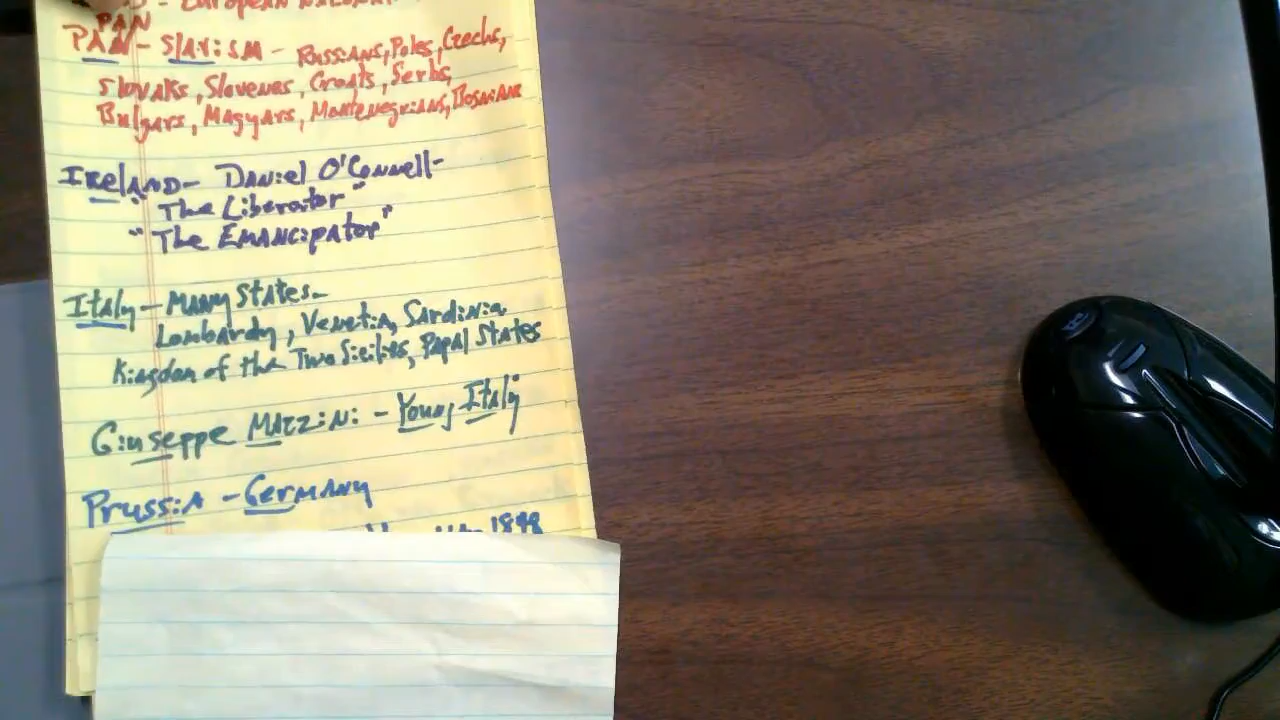 European
PAN
PAN - SLAVISM - Russians, Poles, Czechs,
Slovaks, Slovenes, Croats, Serbs,
Bulgars, Magyars, Montenegrians, Bosnians
IRELAND - DANiel O'Connell -
"The Liberator"
"The EMANCipator"
Italy - MANY STATES -
Lombardy, Venetia, Sardinia,
Kingdom of the Two Sicilies, Papal States
Giuseppe MAZZiNi - Young Italy
PrussiA - GerMANY
1848